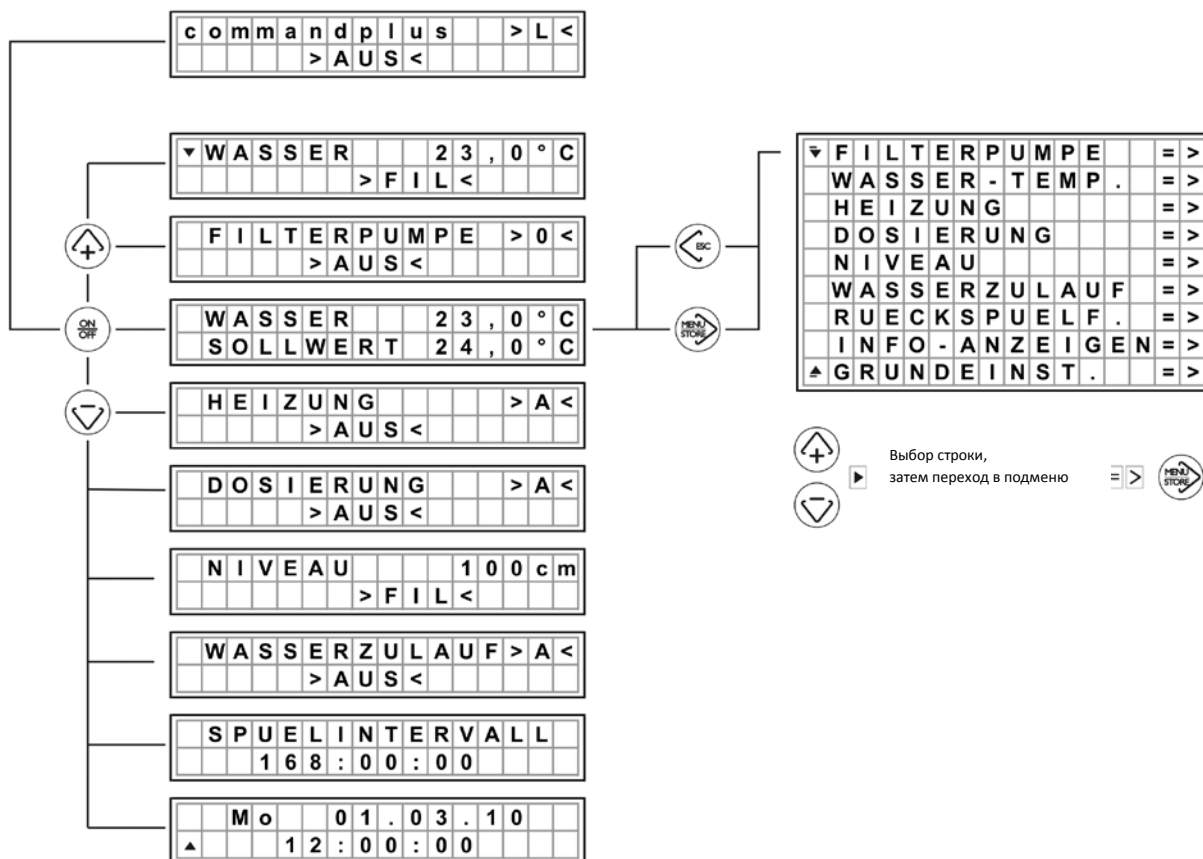 commandplus >L<
>AUS<
▼WASSER 23,0°C
>FIL<
FILTERPUMPE >0<
>AUS<
WASSER 23,0°C
SOLLWERT 24,0°C
HEIZUNG >A<
>AUS<
DOSIERUNG >A<
>AUS<
NIVEAU 100cm
>FIL<
WASSERZULAUF>A<
>AUS<
SPUELINTERVALL
168:00:00
Mo 01.03.10
▲ 12:00:00
+
ON
OFF
−
ESC
MENU
STORE
FILTERPUMPE =>
WASSER-TEMP. =>
HEIZUNG =>
DOSIERUNG =>
NIVEAU =>
WASSERZULAUF =>
RUECKSPUELF. =>
INFO-ANZEIGEN=>
GRUNDEINST. =>
+
−
Выбор строки,
затем переход в подменю
=>
MENU
STORE